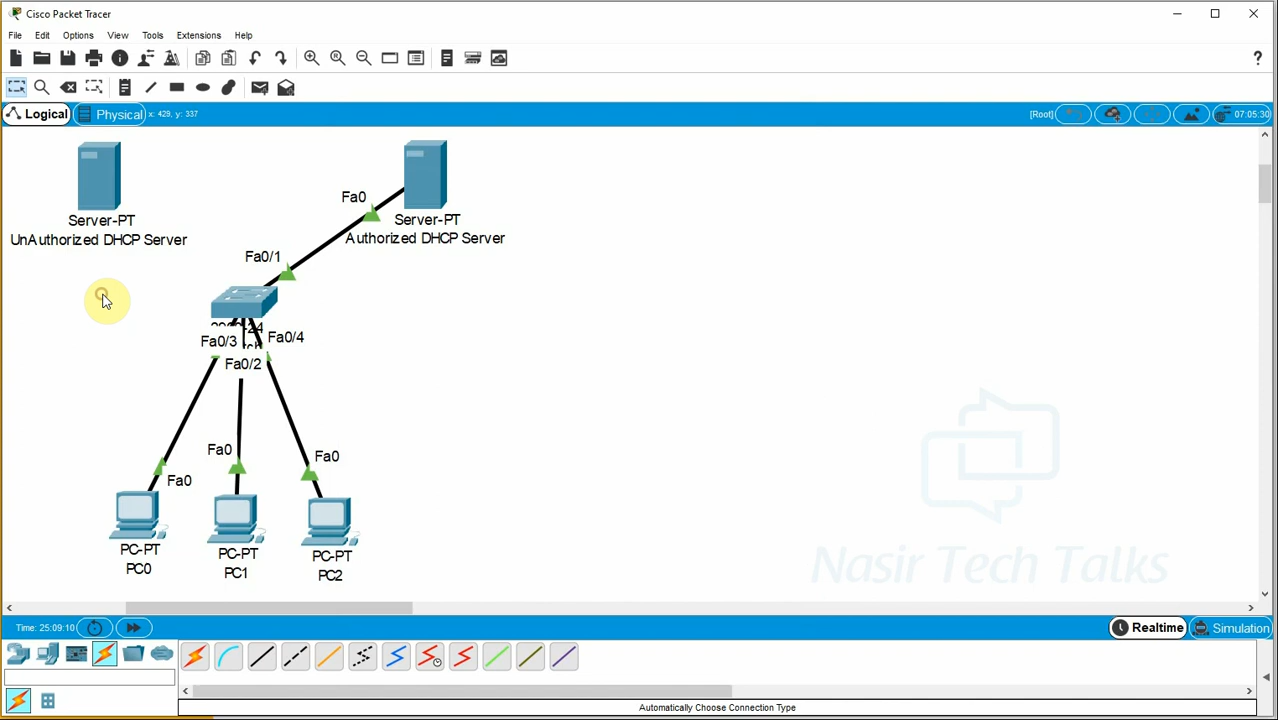 Cisco Packet Tracer
File Edit Options View Tools Extensions Help
Logical Physical x: 429, y: 337 [Root] 07:05:30
Server-PT
UnAuthorized DHCP Server
Fa0
Server-PT
Authorized DHCP Server
Fa0/1
Fa0/3
Fa0/4
Fa0/2
Fa0
Fa0
Fa0
PC-PT
PC0
PC-PT
PC1
PC-PT
PC2
Nasir Tech Talks
Time: 25:09:10 Realtime Simulation
Automatically Choose Connection Type